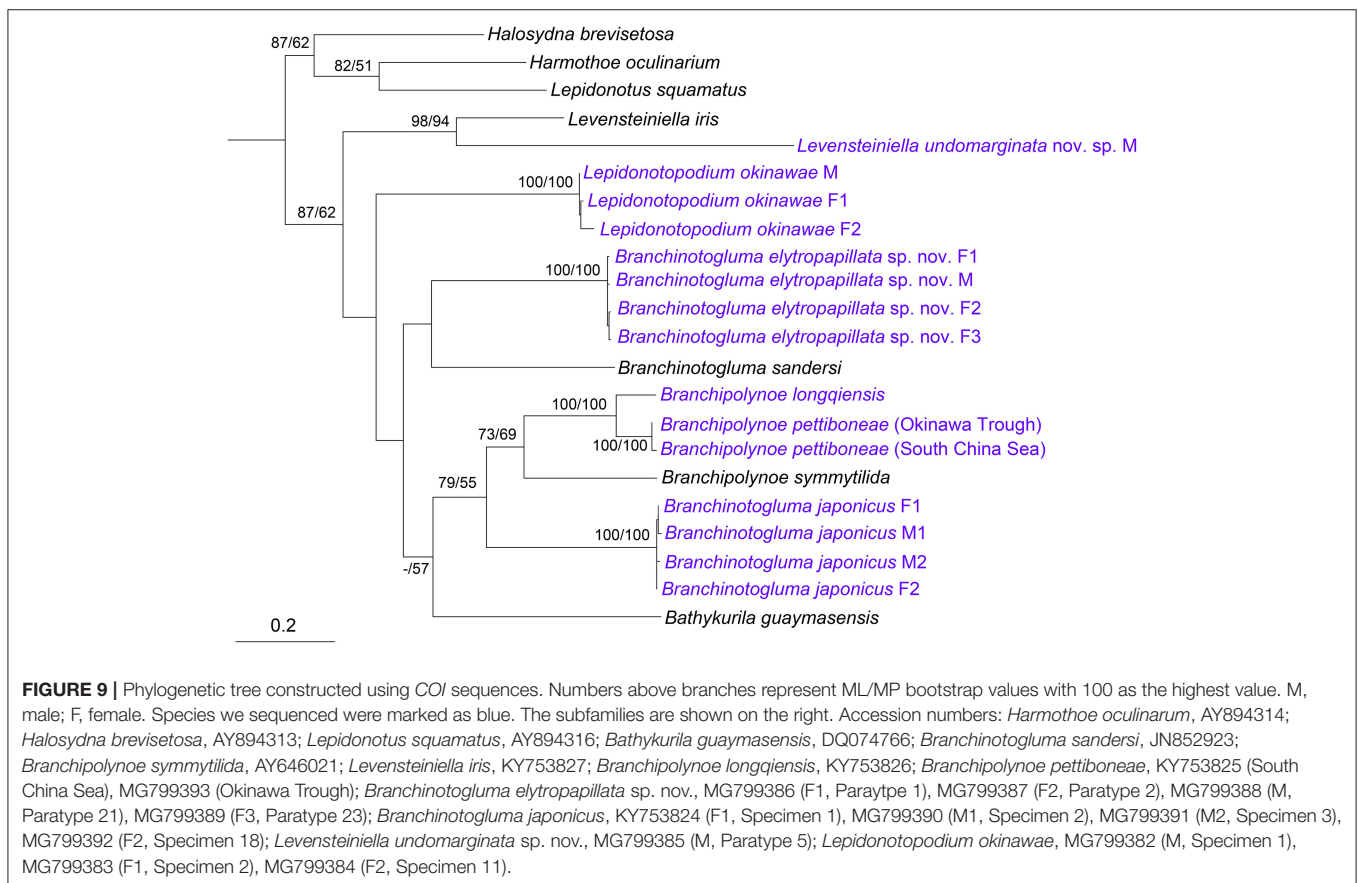 87/62
Halosydna brevisetosa
82/51
Harmothoe oculinarium
Lepidonotus squamatus
98/94
Levensteiniella iris
Levensteiniella undomarginata nov. sp. M
87/62
100/100
Lepidonotopodium okinawae M
Lepidonotopodium okinawae F1
Lepidonotopodium okinawae F2
100/100
Branchinotogluma elytropapillata sp. nov. F1
Branchinotogluma elytropapillata sp. nov. M
Branchinotogluma elytropapillata sp. nov. F2
Branchinotogluma elytropapillata sp. nov. F3
Branchinotogluma sandersi
100/100
Branchipolynoe longqiensis
Branchipolynoe pettiboneae (Okinawa Trough)
100/100
Branchipolynoe pettiboneae (South China Sea)
73/69
Branchipolynoe symmytilida
79/55
Branchinotogluma japonicus F1
100/100
Branchinotogluma japonicus M1
Branchinotogluma japonicus M2
Branchinotogluma japonicus F2
-/57
Bathykurila guaymasensis
0.2
FIGURE 9 | Phylogenetic tree constructed using COI sequences. Numbers above branches represent ML/MP bootstrap values with 100 as the highest value. M,
male; F, female. Species we sequenced were marked as blue. The subfamilies are shown on the right. Accession numbers: Harmothoe oculinarum, AY894314;
Halosydna brevisetosa, AY894313; Lepidonotus squamatus, AY894316; Bathykurila guaymasensis, DQ074766; Branchinotogluma sandersi, JN852923;
Branchipolynoe symmytilida, AY646021; Levensteiniella iris, KY753827; Branchipolynoe longqiensis, KY753826; Branchipolynoe pettiboneae, KY753825 (South
China Sea), MG799393 (Okinawa Trough); Branchinotogluma elytropapillata sp. nov., MG799386 (F1, Paraytpe 1), MG799387 (F2, Paratype 2), MG799388 (M,
Paratype 21), MG799389 (F3, Paratype 23); Branchinotogluma japonicus, KY753824 (F1, Specimen 1), MG799390 (M1, Specimen 2), MG799391 (M2, Specimen 3),
MG799392 (F2, Specimen 18); Levensteiniella undomarginata sp. nov., MG799385 (M, Paratype 5); Lepidonotopodium okinawae, MG799382 (M, Specimen 1),
MG799383 (F1, Specimen 2), MG799384 (F2, Specimen 11).